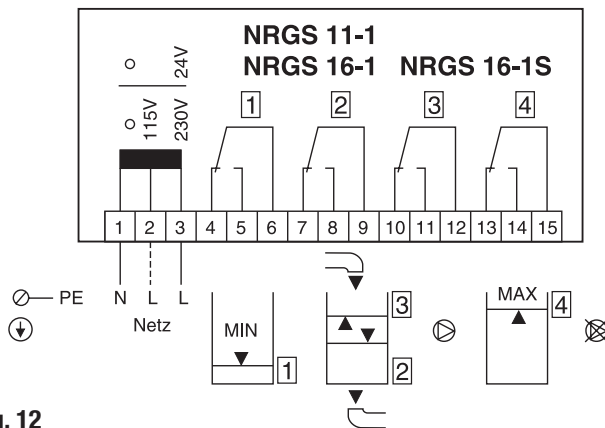 NRGS 11-1
NRGS 16-1 NRGS 16-1S
24V
115V
230V
1 2 3 4
1 2 3 4 5 6 7 8 9 10 11 12 13 14 15
PE N L L
Netz
MIN
1
3
2
MAX
4
12